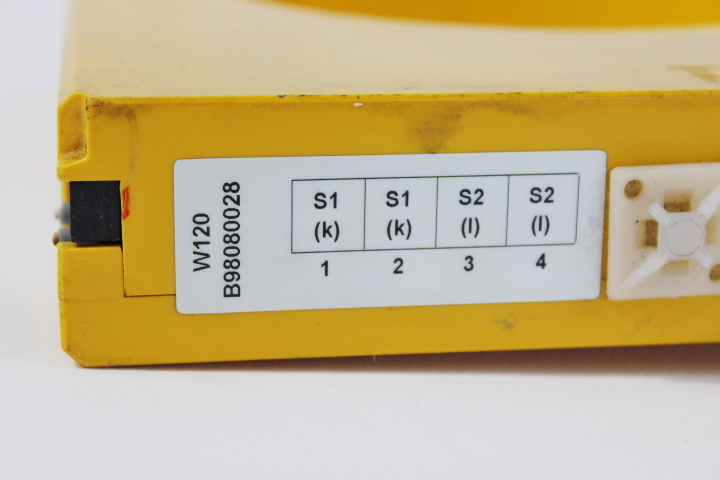 W120
B98080028
S1 S1 S2 S2
(k) (k) (l) (l)
1 2 3 4